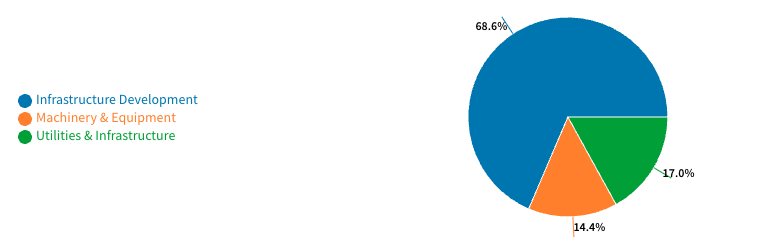 68.6%
Infrastructure Development
Machinery & Equipment
Utilities & Infrastructure
17.0%
14.4%